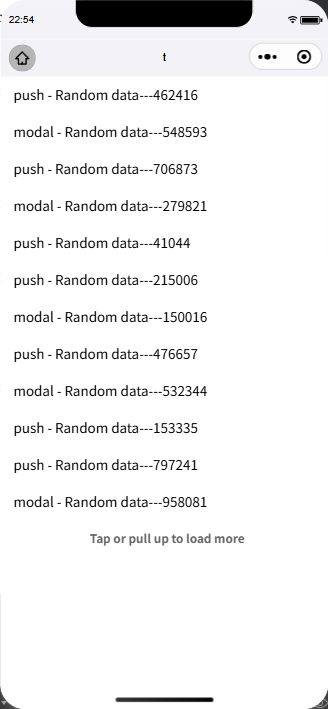 22:54
t
push - Random data---462416
modal - Random data---548593
push - Random data---706873
modal - Random data---279821
push - Random data---41044
push - Random data---215006
modal - Random data---150016
push - Random data---476657
modal - Random data---532344
push - Random data---153335
push - Random data---797241
modal - Random data---958081
Tap or pull up to load more